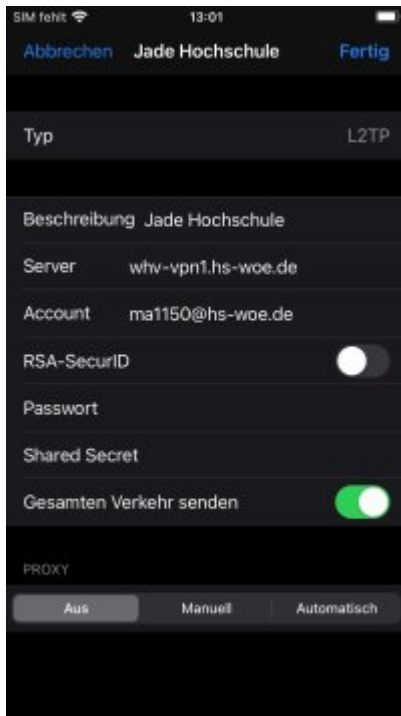 SIM fehlt 13:01
Abbrechen Jade Hochschule Fertig
Typ L2TP
Beschreibung Jade Hochschule
Server whv-vpn1.hs-woe.de
Account ma1150@hs-woe.de
RSA-SecurID
Passwort
Shared Secret
Gesamten Verkehr senden
PROXY
Aus Manuell Automatisch